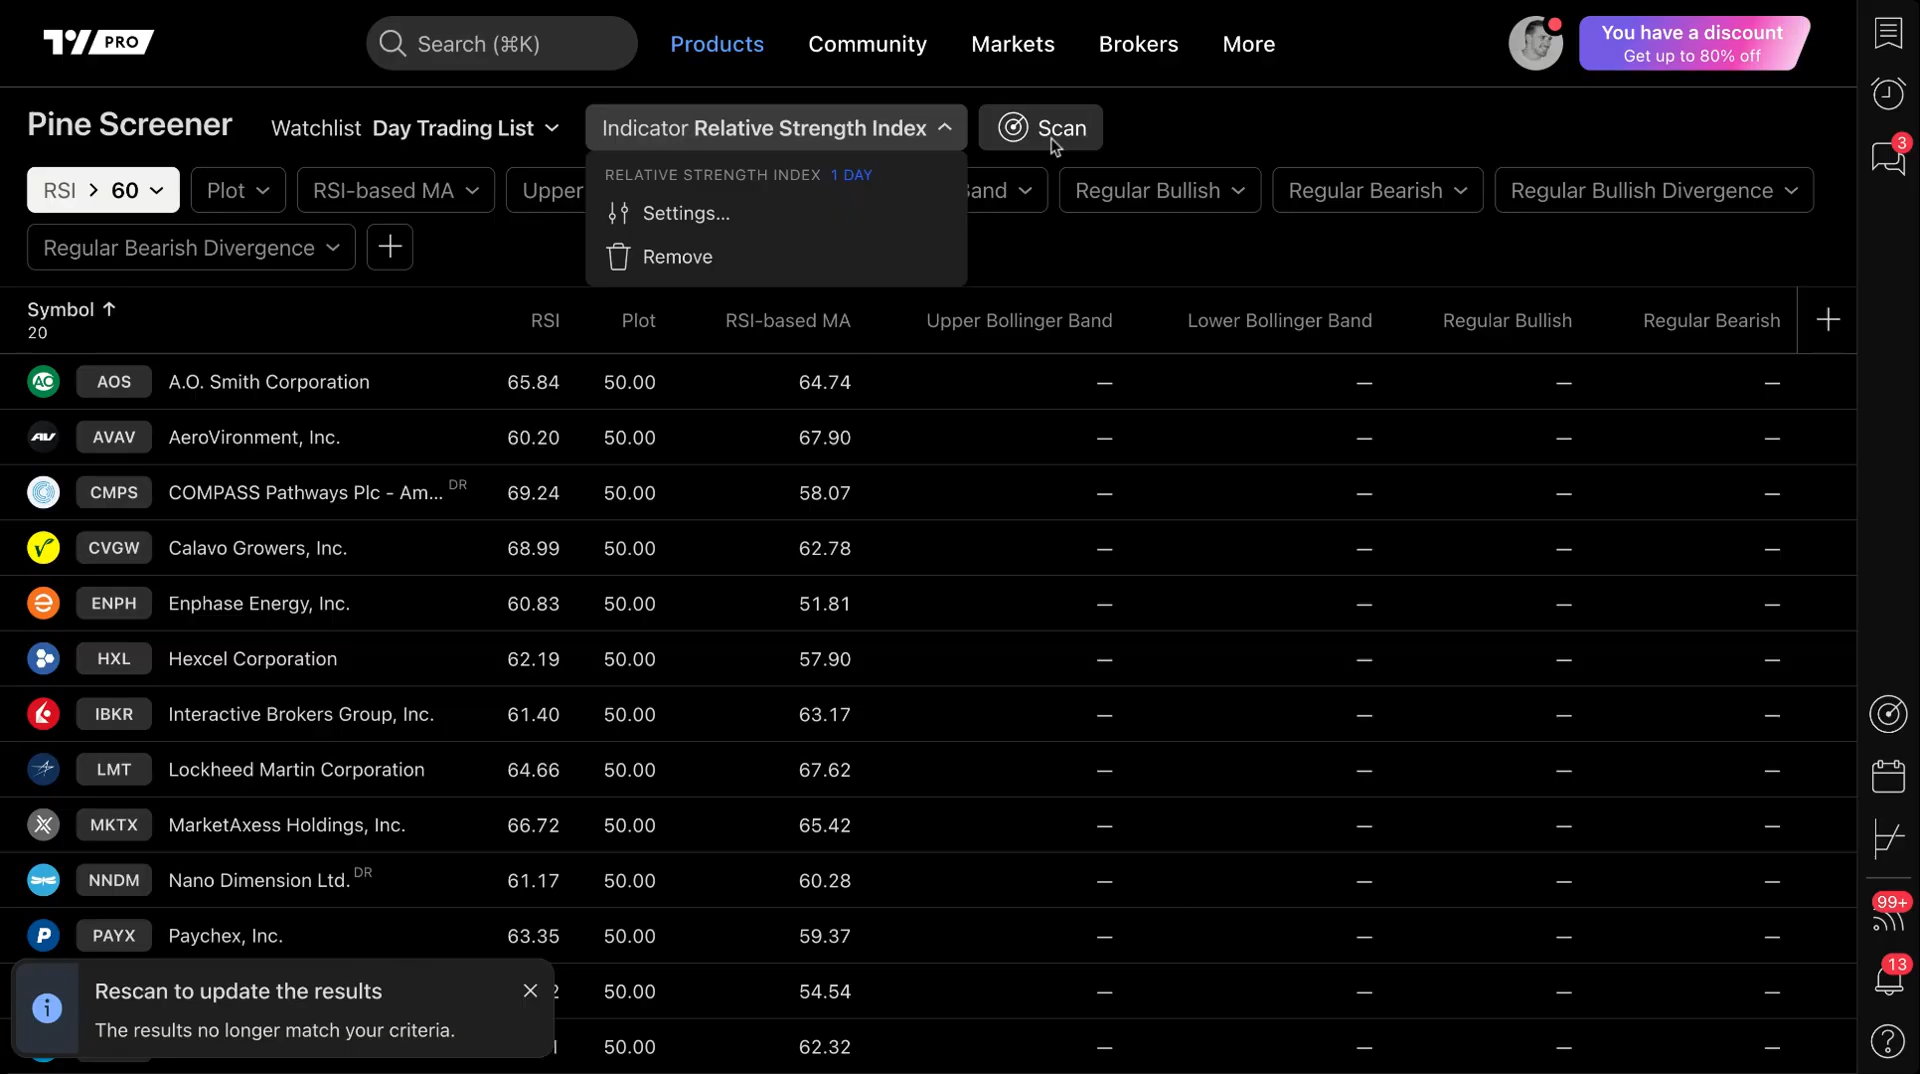 PRO
Search (⌘K)
Products
Community
Markets
Brokers
More
You have a discount
Get up to 80% off
3
Pine Screener
Watchlist Day Trading List
Indicator Relative Strength Index
Scan
RELATIVE STRENGTH INDEX 1 DAY
Settings...
Remove
RSI > 60
Plot
RSI-based MA
Upper
Band
Regular Bullish
Regular Bearish
Regular Bullish Divergence
Regular Bearish Divergence
Symbol ↑
20
RSI
Plot
RSI-based MA
Upper Bollinger Band
Lower Bollinger Band
Regular Bullish
Regular Bearish
AOS A.O. Smith Corporation 65.84 50.00 64.74 — — — —
AVAV AeroVironment, Inc. 60.20 50.00 67.90 — — — —
CMPS COMPASS Pathways Plc - Am... DR 69.24 50.00 58.07 — — — —
CVGW Calavo Growers, Inc. 68.99 50.00 62.78 — — — —
ENPH Enphase Energy, Inc. 60.83 50.00 51.81 — — — —
HXL Hexcel Corporation 62.19 50.00 57.90 — — — —
IBKR Interactive Brokers Group, Inc. 61.40 50.00 63.17 — — — —
LMT Lockheed Martin Corporation 64.66 50.00 67.62 — — — —
MKTX MarketAxess Holdings, Inc. 66.72 50.00 65.42 — — — —
NNDM Nano Dimension Ltd. DR 61.17 50.00 60.28 — — — —
PAYX Paychex, Inc. 63.35 50.00 59.37 — — — —
2 50.00 54.54 — — — —
50.00 62.32 — — — —
Rescan to update the results
The results no longer match your criteria.
99+
13